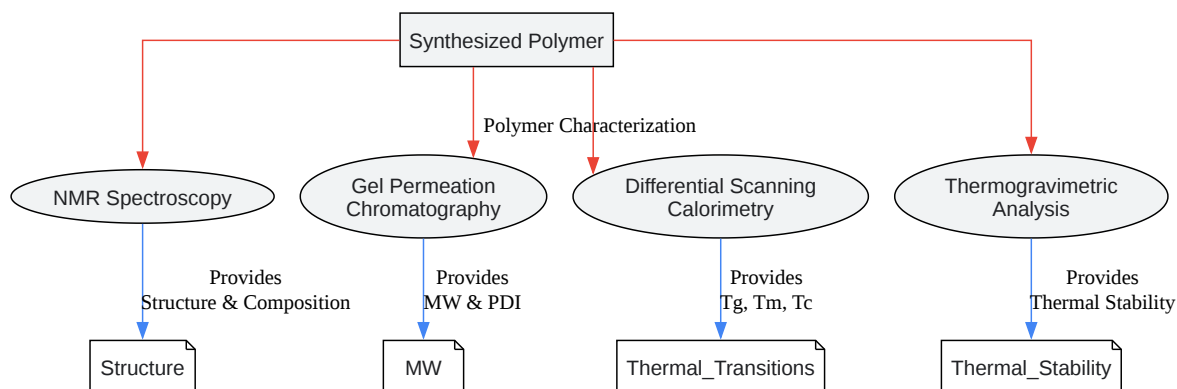 Synthesized Polymer
Polymer Characterization
NMR Spectroscopy
Gel Permeation
Chromatography
Differential Scanning
Calorimetry
Thermogravimetric
Analysis
Provides
Structure & Composition
Provides
MW & PDI
Provides
Tg, Tm, Tc
Provides
Thermal Stability
Structure
MW
Thermal_Transitions
Thermal_Stability